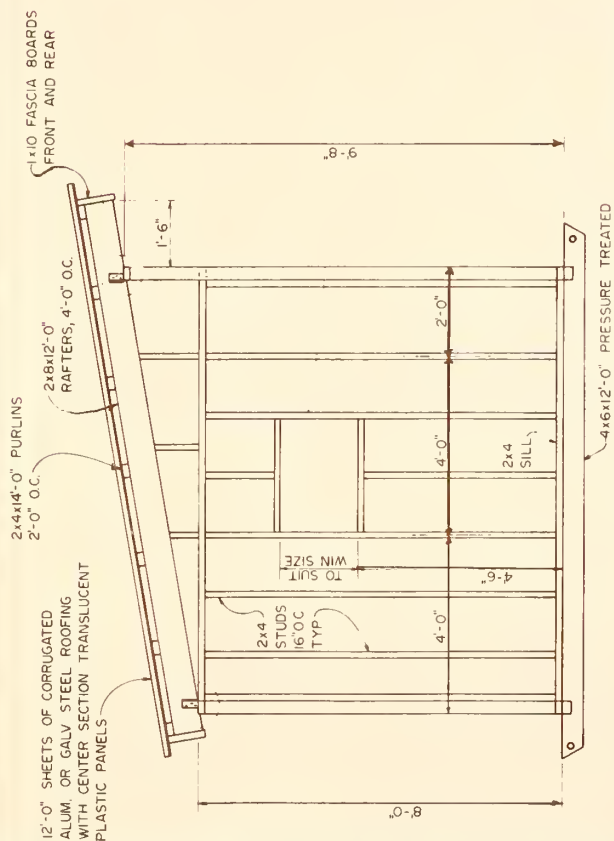 12'-0" SHEETS OF CORRUGATED
ALUM. OR GALV STEEL ROOFING
WITH CENTER SECTION TRANSLUCENT
PLASTIC PANELS
2x4x14'-0" PURLINS
2'-0" O.C.
2x8x12'-0"
RAFTERS, 4'-0" O.C.
1x10 FASCIA BOARDS
FRONT AND REAR
1'-6"
9'-8"
8'-0"
2x4
STUDS
16"O.C
TYP
TO SUIT
WIN SIZE
4'-6"
4'-0"
4'-0"
2'-0"
2x4
SILL
4x6x12'-0" PRESSURE TREATED